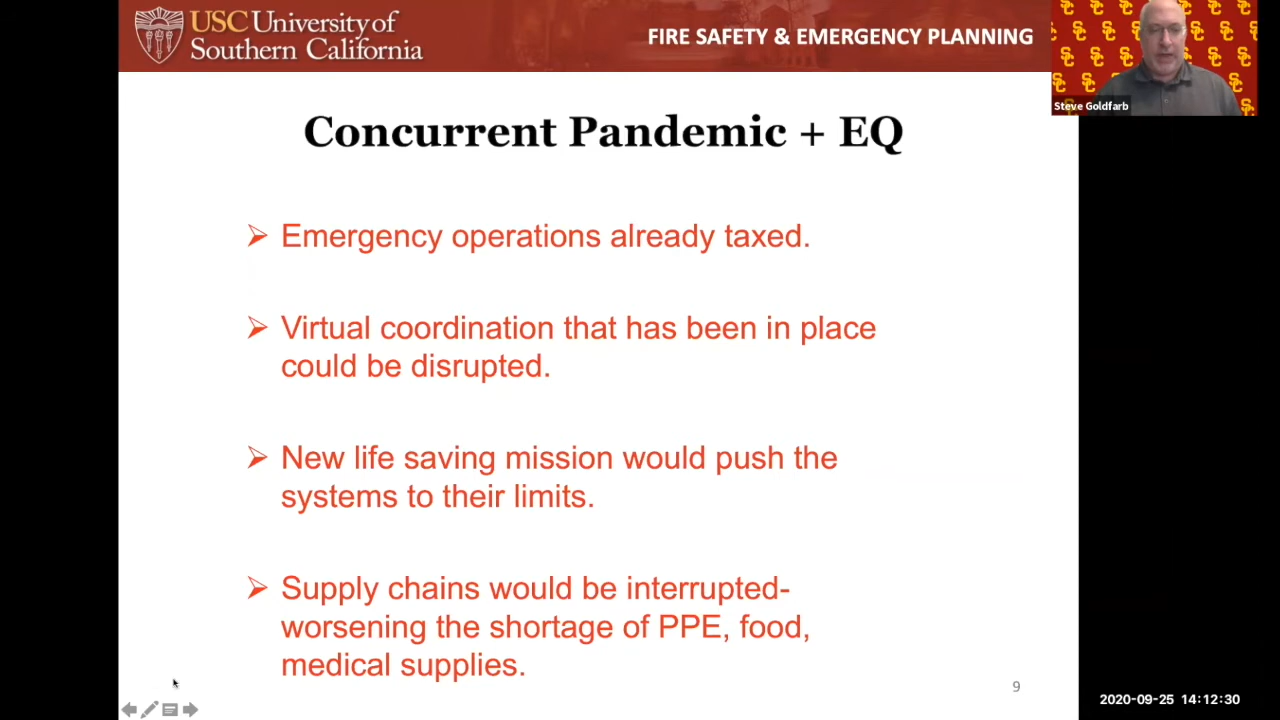 USC University of
Southern California
FIRE SAFETY & EMERGENCY PLANNING
Steve Goldfarb
Concurrent Pandemic + EQ
Emergency operations already taxed.
Virtual coordination that has been in place
could be disrupted.
New life saving mission would push the
systems to their limits.
Supply chains would be interrupted-
worsening the shortage of PPE, food,
medical supplies.
9
2020-09-25 14:12:30